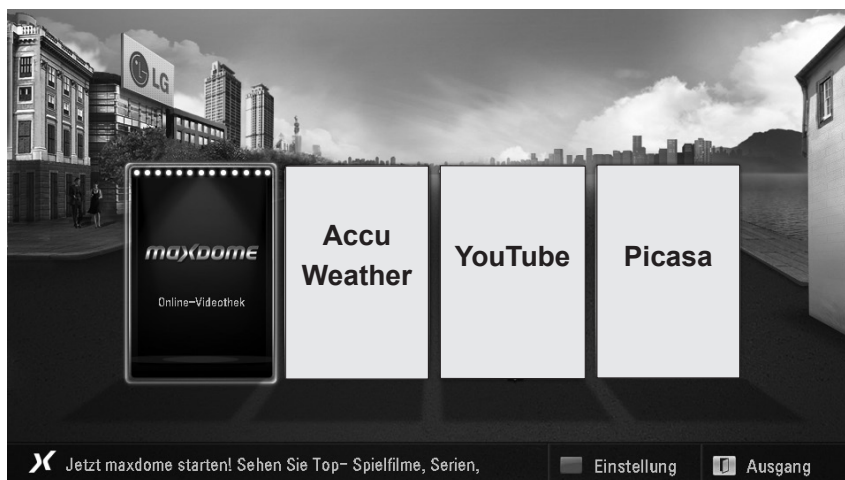 LG
maxdome
Online-Videothek
Accu
Weather
YouTube
Picasa
Jetzt maxdome starten! Sehen Sie Top- Spielfilme, Serien,
Einstellung
Ausgang